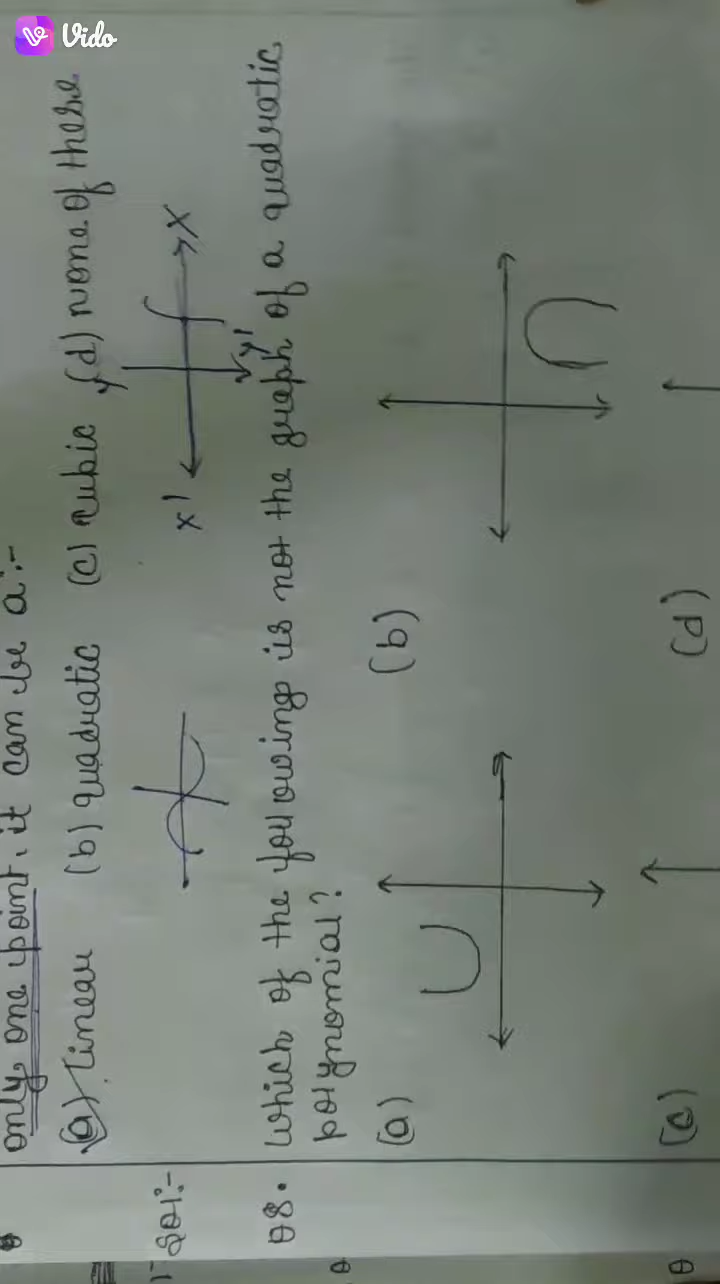 Vido
only one point, it can be a:-
(a) linear (b) quadratic (c) cubic (d) none of these
Sol:-
X' X
y
y'
Q8. Which of the following is not the graph of a quadratic
polynomial?
(a) (b)
(c) (d)